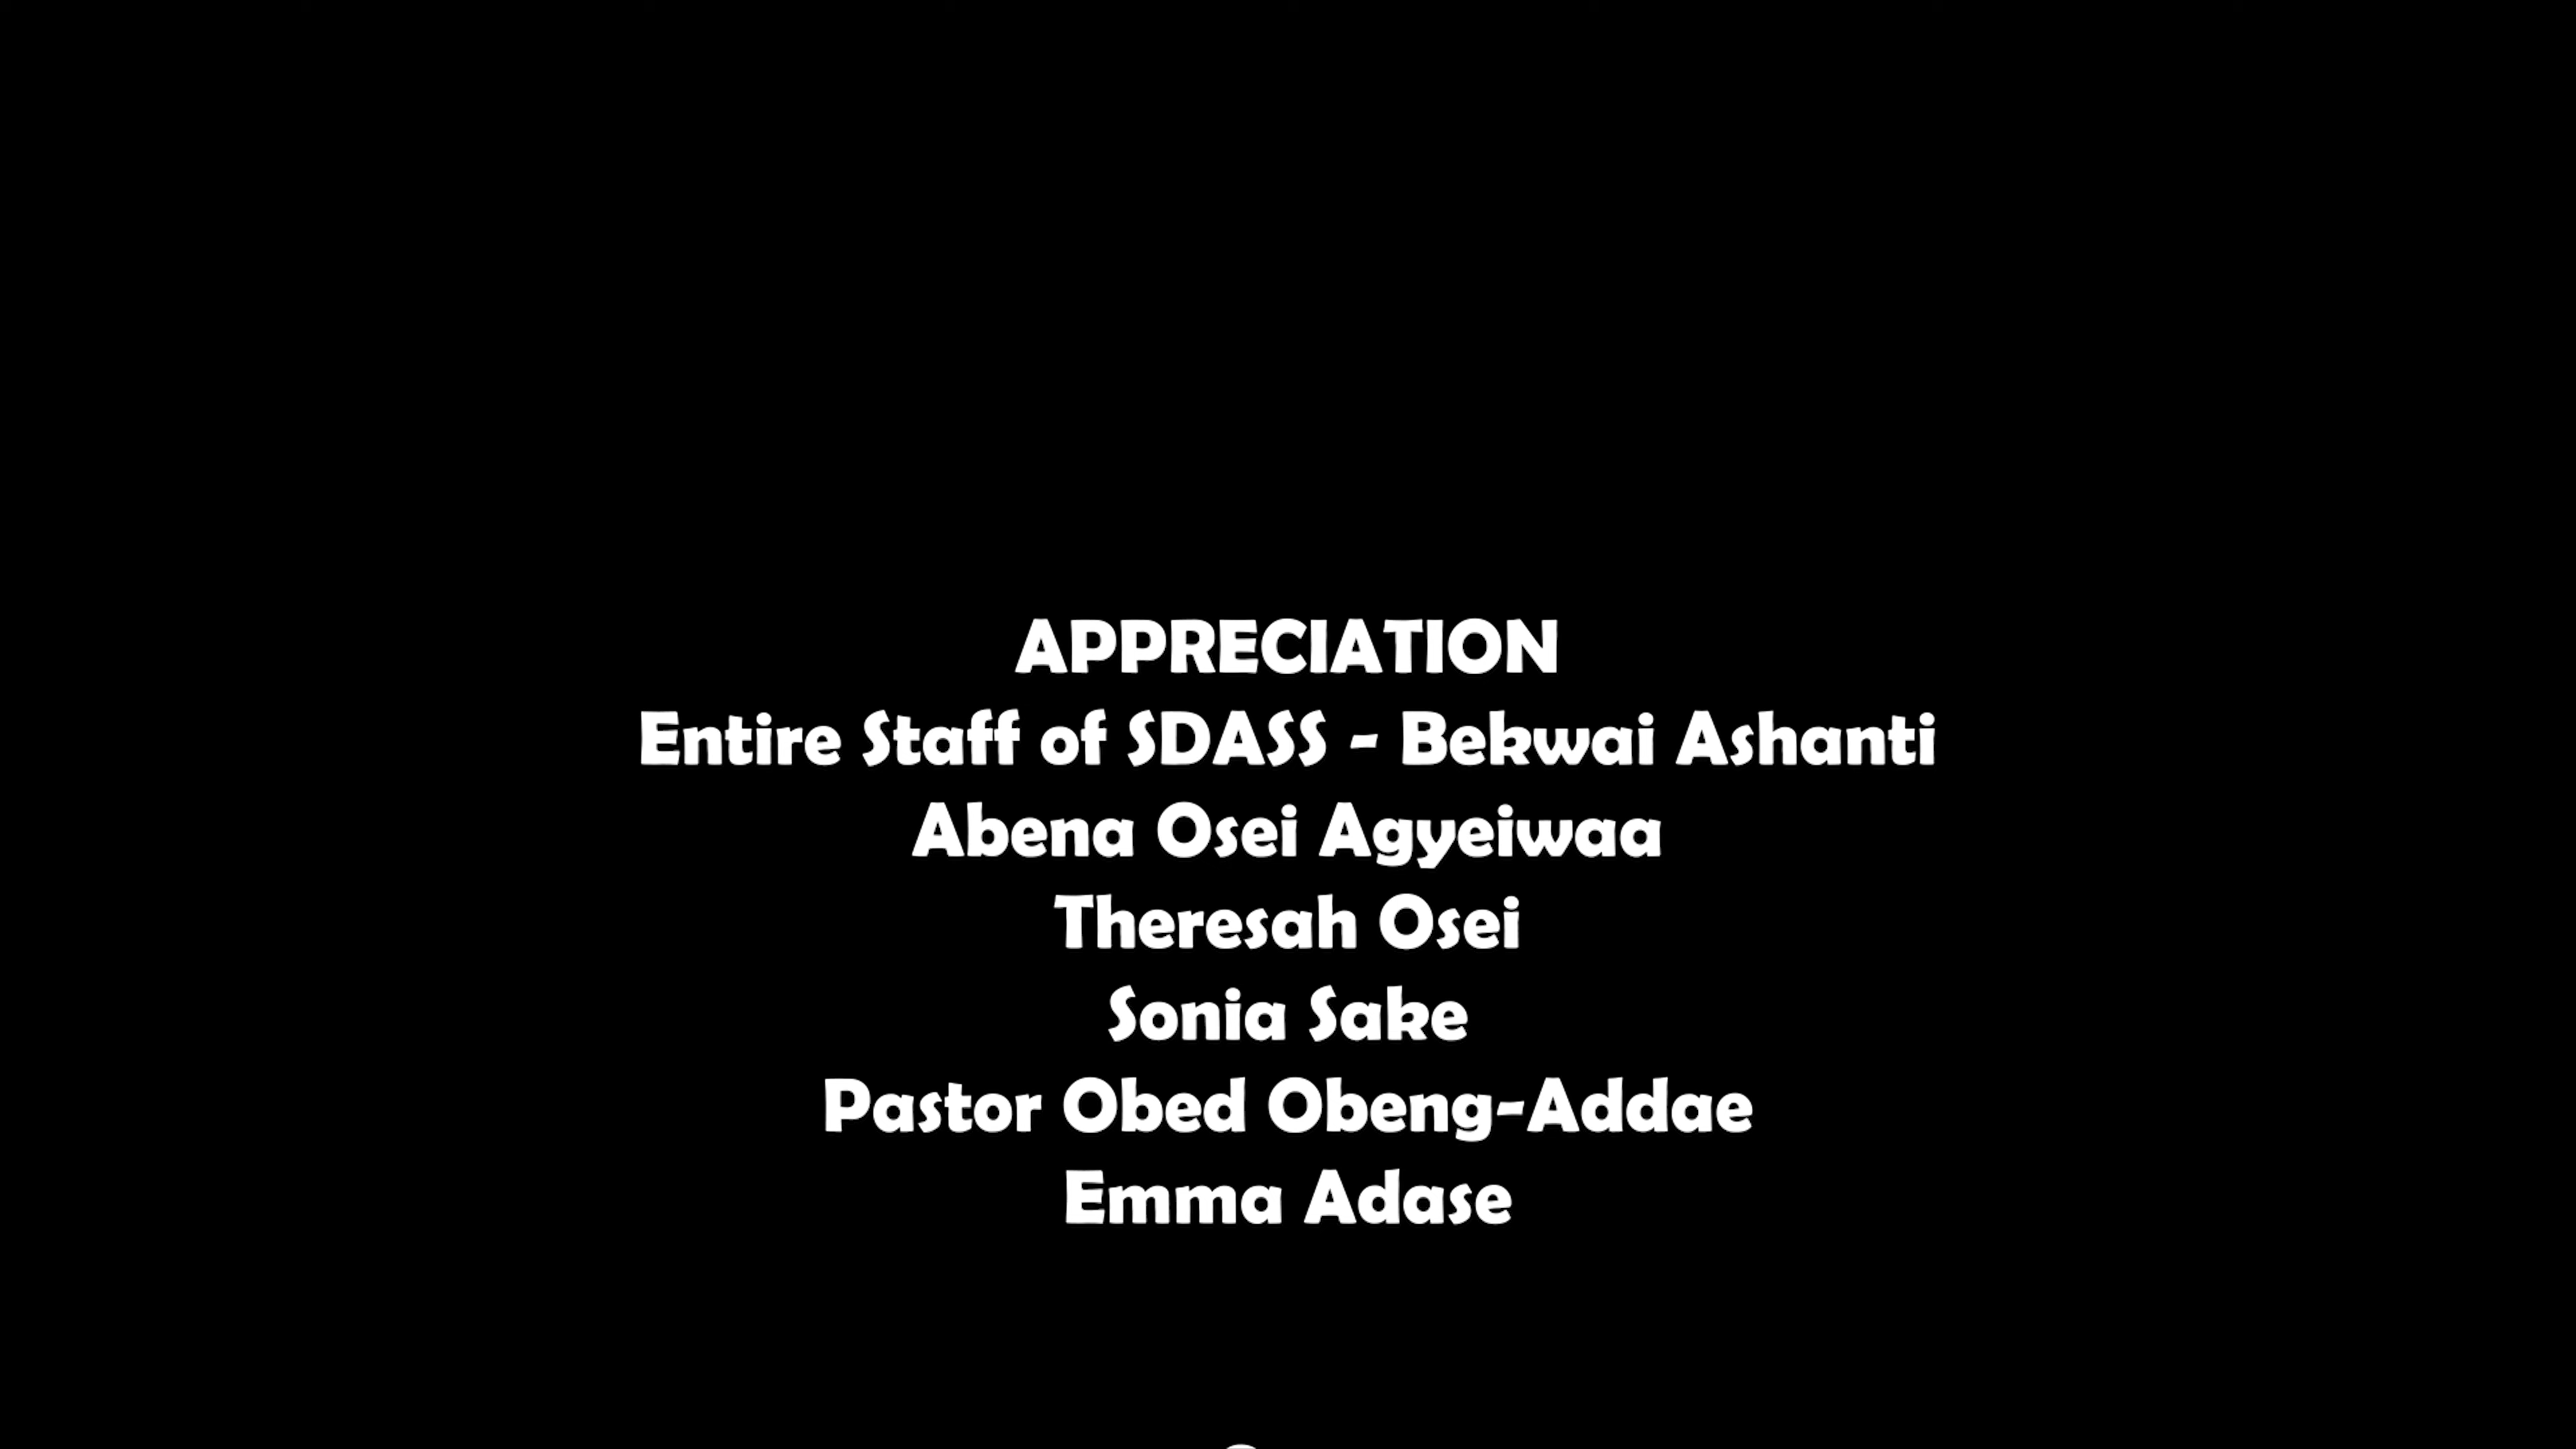 APPRECIATION
Entire Staff of SDASS - Bekwai Ashanti
Abena Osei Agyeiwaa
Theresah Osei
Sonia Sake
Pastor Obed Obeng-Addae
Emma Adase